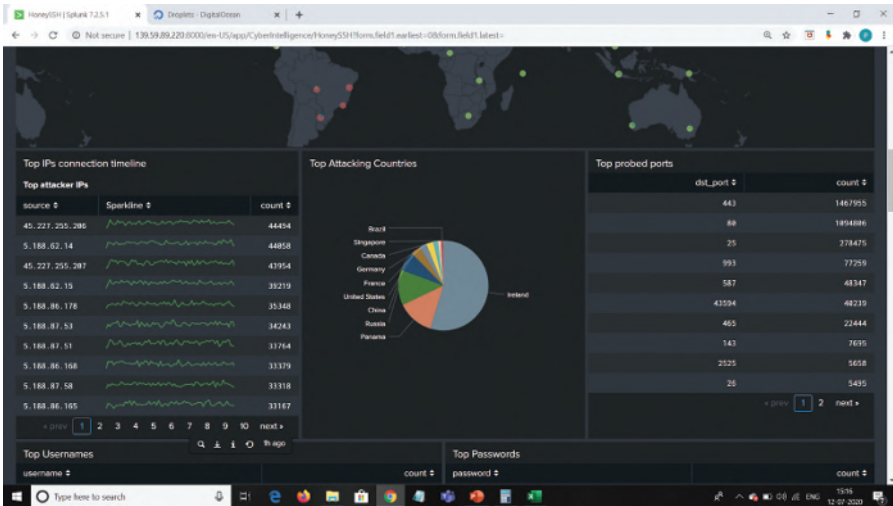 HoneySSH | Splunk 7.2.5.1
Droplets - DigitalOcean
Not secure | 139.59.89.220:8000/en-US/app/CyberIntelligence/HoneySSH?form.field1.earliest=0&form.field1.latest=
Top IPs connection timeline
Top attacker IPs
source Sparkline count
45.227.255.206 44454
5.188.62.14 44058
45.227.255.207 43954
5.188.62.15 39219
5.188.86.178 35348
5.188.87.53 34243
5.188.87.51 33764
5.188.86.168 33379
5.188.87.58 33318
5.188.86.165 33167
« prev 1 2 3 4 5 6 7 8 9 10 next »
1h ago
Top Attacking Countries
Brazil
Singapore
Canada
Germany
France
United States
China
Russia
Panama
Ireland
Top probed ports
dst_port count
443 1467955
80 1094806
25 278475
993 77259
587 48347
43594 40239
465 22444
143 7695
2525 5658
26 5495
« prev 1 2 next »
Top Usernames
username count
Top Passwords
password count
Type here to search
ENG
15:16
12-07-2020